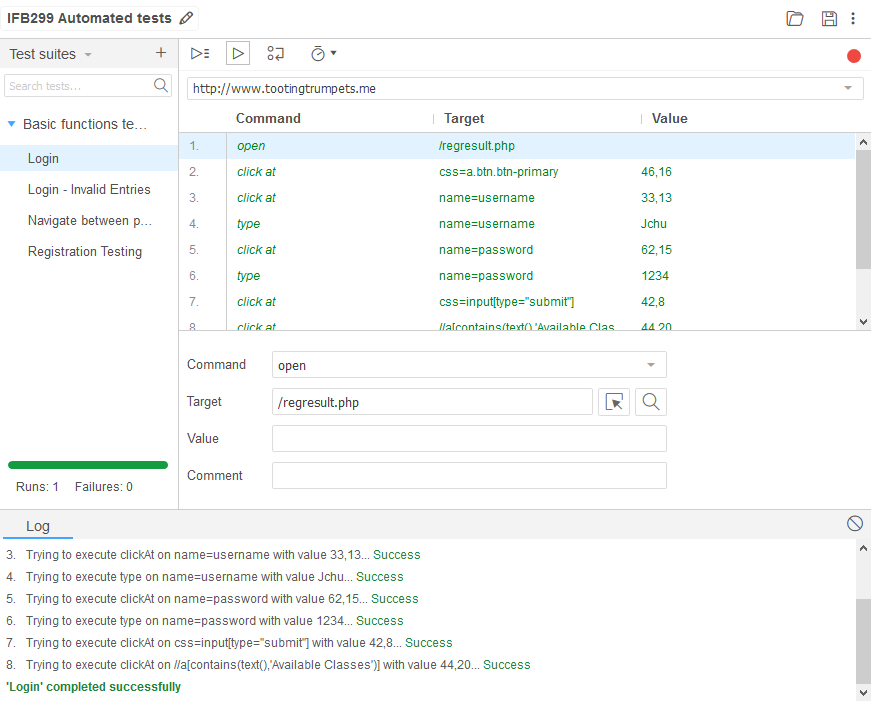 IFB299 Automated tests
Test suites
Search tests...
Basic functions te...
Login
Login - Invalid Entries
Navigate between p...
Registration Testing
Runs: 1 Failures: 0
http://www.tootingtrumpets.me
Command Target Value
1. open /regresult.php
2. click at css=a.btn.btn-primary 46,16
3. click at name=username 33,13
4. type name=username Jchu
5. click at name=password 62,15
6. type name=password 1234
7. click at css=input[type="submit"] 42,8
8. click at //a[contains(text(),'Available Clas 44,20
Command open
Target /regresult.php
Value
Comment
Log
3. Trying to execute clickAt on name=username with value 33,13... Success
4. Trying to execute type on name=username with value Jchu... Success
5. Trying to execute clickAt on name=password with value 62,15... Success
6. Trying to execute type on name=password with value 1234... Success
7. Trying to execute clickAt on css=input[type="submit"] with value 42,8... Success
8. Trying to execute clickAt on //a[contains(text(),'Available Classes')] with value 44,20... Success
'Login' completed successfully